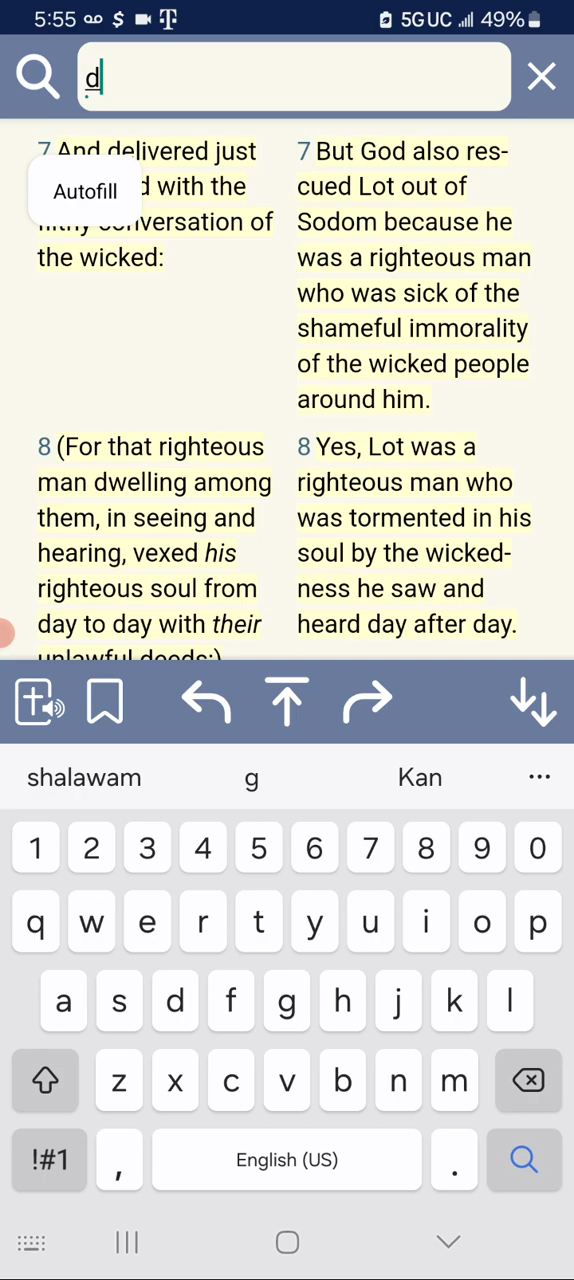 5:55 $ 5G UC 49%
d
7 And delivered just
Autofill
d with the
filthy conversation of
the wicked:
7 But God also res-
cued Lot out of
Sodom because he
was a righteous man
who was sick of the
shameful immorality
of the wicked people
around him.
8 (For that righteous
man dwelling among
them, in seeing and
hearing, vexed his
righteous soul from
day to day with their
unlawful deeds;)
8 Yes, Lot was a
righteous man who
was tormented in his
soul by the wicked-
ness he saw and
heard day after day.
shalawam g Kan ...
1 2 3 4 5 6 7 8 9 0
q w e r t y u i o p
a s d f g h j k l
z x c v b n m
!#1 , English (US) .